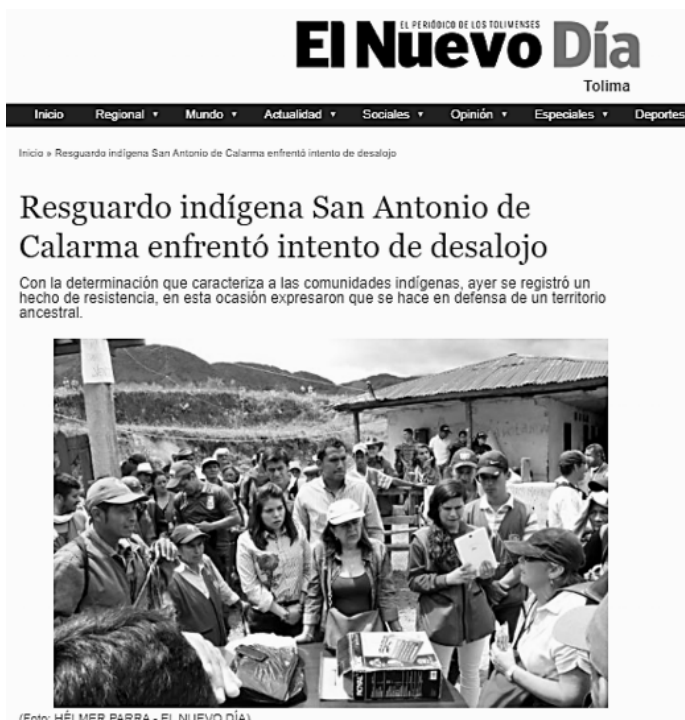 EL PERIÓDICO DE LOS TOLIMENSES
El Nuevo Día
Tolima
Inicio Regional ▾ Mundo ▾ Actualidad ▾ Sociales ▾ Opinión ▾ Especiales ▾ Deportes
Inicio » Resguardo indígena San Antonio de Calarma enfrentó intento de desalojo
Resguardo indígena San Antonio de
Calarma enfrentó intento de desalojo
Con la determinación que caracteriza a las comunidades indígenas, ayer se registró un
hecho de resistencia, en esta ocasión expresaron que se hace en defensa de un territorio
ancestral.
(Foto: HÉLMER PARRA - EL NUEVO DÍA)